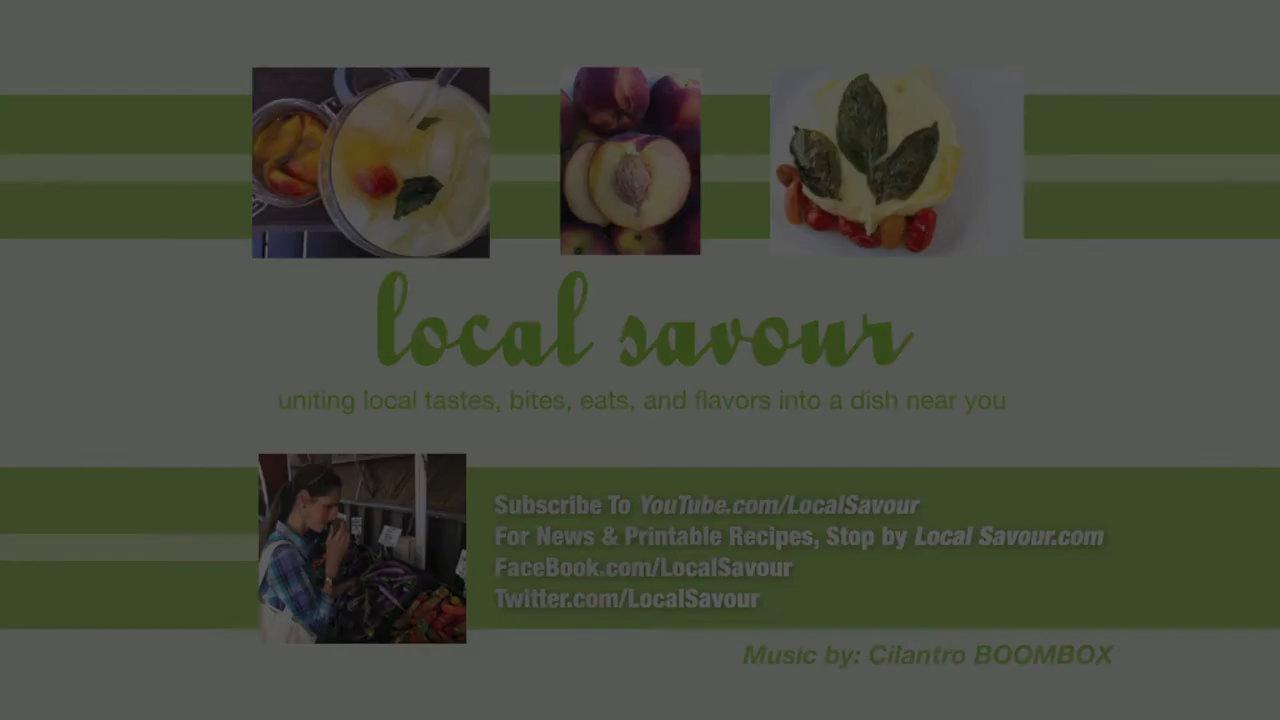 local savour
uniting local tastes, bites, eats, and flavors into a dish near you
Subscribe To YouTube.com/LocalSavour
For News & Printable Recipes, Stop by Local Savour.com
FaceBook.com/LocalSavour
Twitter.com/LocalSavour
Music by: Cilantro BOOMBOX